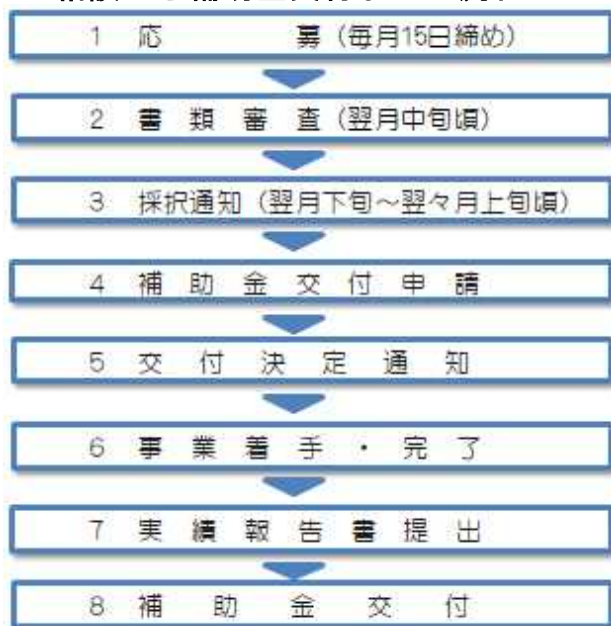 1 応募(毎月15日締め)
2 書類審査(翌月中旬頃)
3 採択通知(翌月下旬~翌々月上旬頃)
4 補助金交付申請
5 交付決定通知
6 事業着手・完了
7 実績報告書提出
8 補助金交付